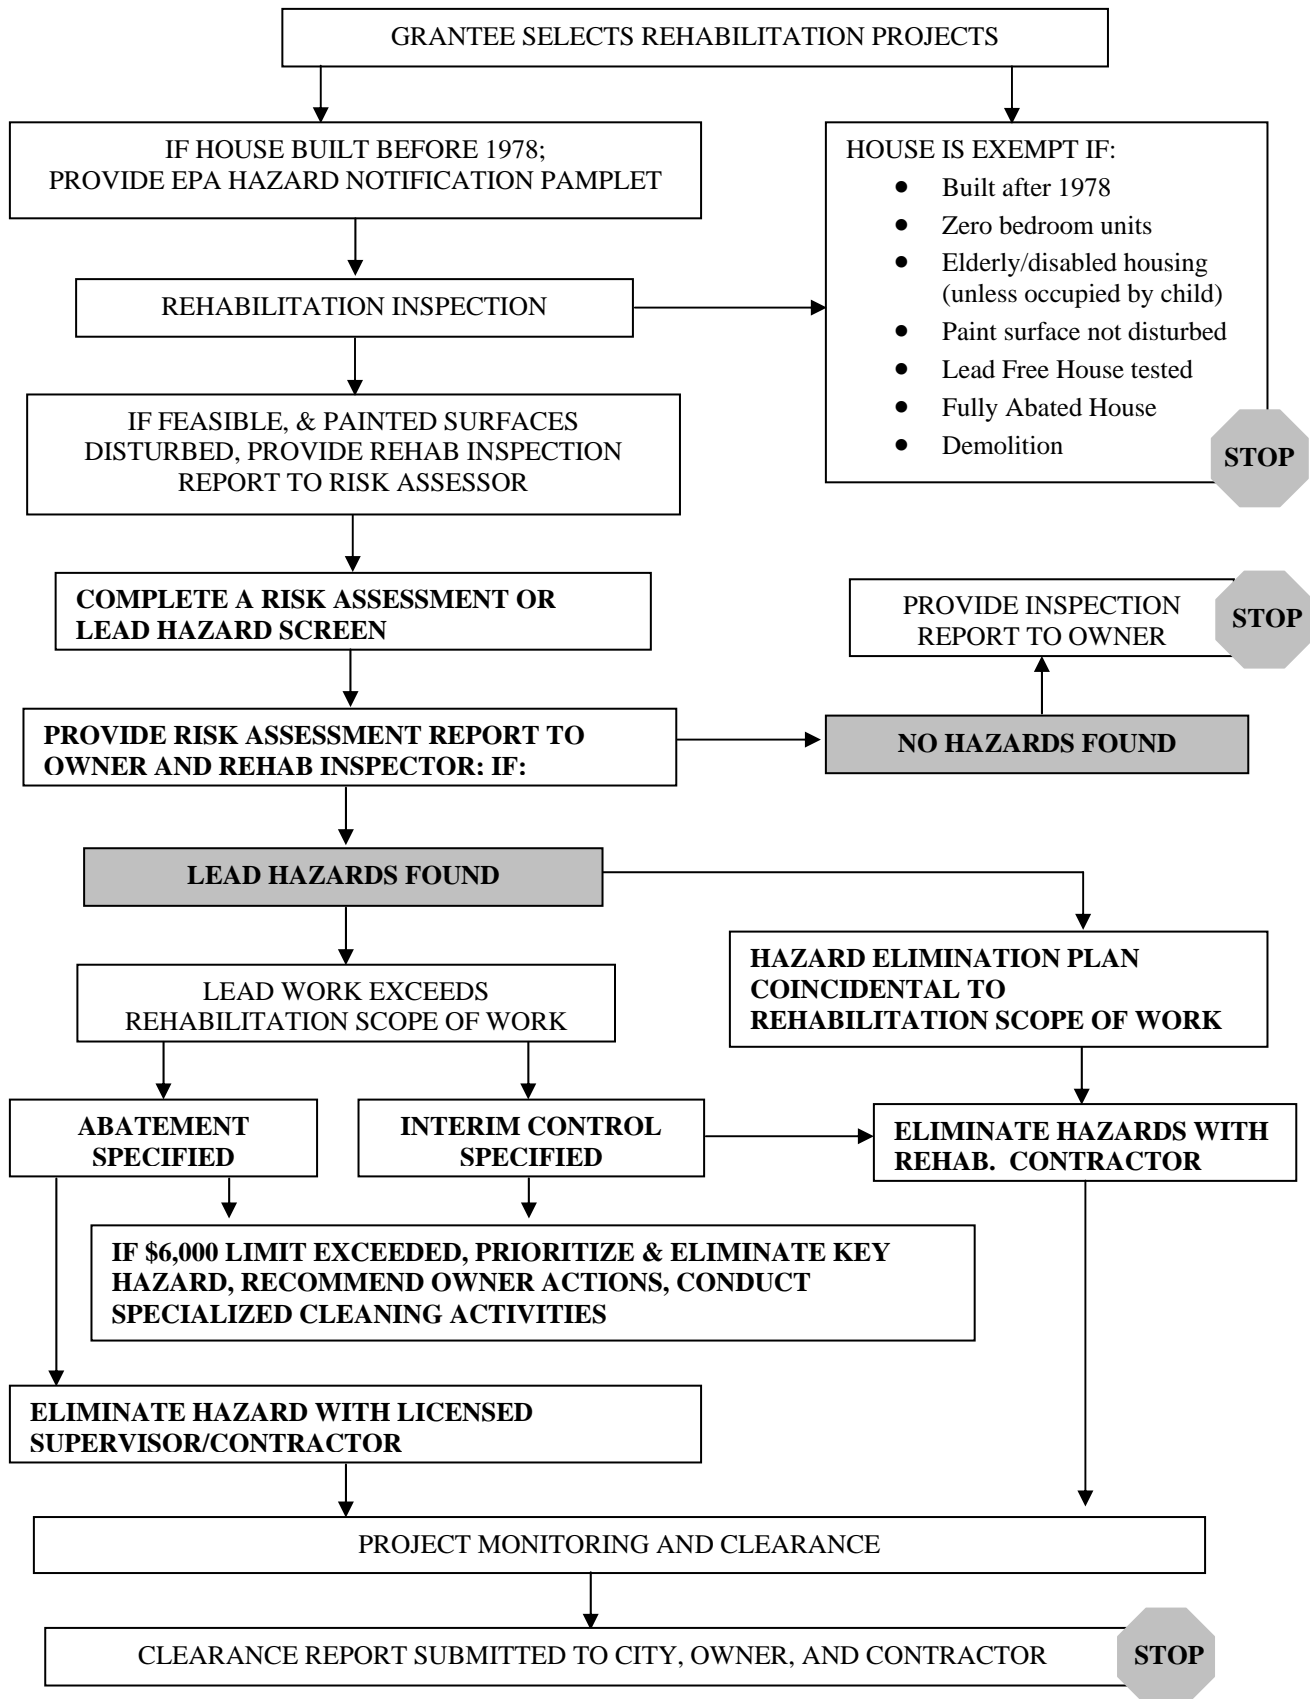 GRANTEE SELECTS REHABILITATION PROJECTS
IF HOUSE BUILT BEFORE 1978;
PROVIDE EPA HAZARD NOTIFICATION PAMPLET
HOUSE IS EXEMPT IF:
• Built after 1978
• Zero bedroom units
• Elderly/disabled housing
(unless occupied by child)
• Paint surface not disturbed
• Lead Free House tested
• Fully Abated House
• Demolition
STOP
REHABILITATION INSPECTION
IF FEASIBLE, & PAINTED SURFACES
DISTURBED, PROVIDE REHAB INSPECTION
REPORT TO RISK ASSESSOR
COMPLETE A RISK ASSESSMENT OR
LEAD HAZARD SCREEN
PROVIDE INSPECTION
REPORT TO OWNER
STOP
PROVIDE RISK ASSESSMENT REPORT TO
OWNER AND REHAB INSPECTOR: IF:
NO HAZARDS FOUND
LEAD HAZARDS FOUND
HAZARD ELIMINATION PLAN
COINCIDENTAL TO
REHABILITATION SCOPE OF WORK
LEAD WORK EXCEEDS
REHABILITATION SCOPE OF WORK
ABATEMENT
SPECIFIED
INTERIM CONTROL
SPECIFIED
ELIMINATE HAZARDS WITH
REHAB. CONTRACTOR
IF $6,000 LIMIT EXCEEDED, PRIORITIZE & ELIMINATE KEY
HAZARD, RECOMMEND OWNER ACTIONS, CONDUCT
SPECIALIZED CLEANING ACTIVITIES
ELIMINATE HAZARD WITH LICENSED
SUPERVISOR/CONTRACTOR
PROJECT MONITORING AND CLEARANCE
CLEARANCE REPORT SUBMITTED TO CITY, OWNER, AND CONTRACTOR
STOP